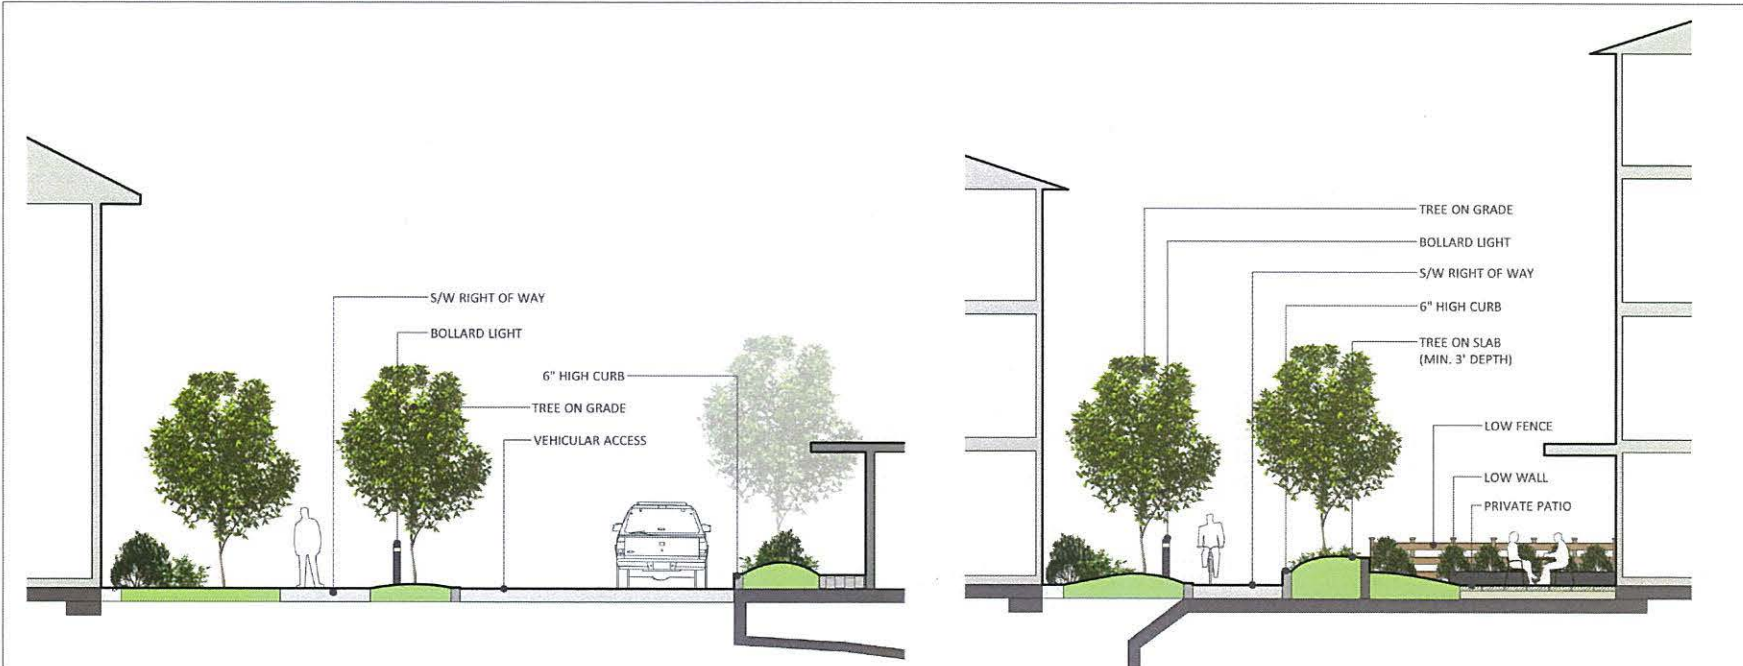 S/W RIGHT OF WAY
BOLLARD LIGHT
6" HIGH CURB
TREE ON GRADE
VEHICULAR ACCESS
TREE ON GRADE
BOLLARD LIGHT
S/W RIGHT OF WAY
6" HIGH CURB
TREE ON SLAB
(MIN. 3' DEPTH)
LOW FENCE
LOW WALL
PRIVATE PATIO